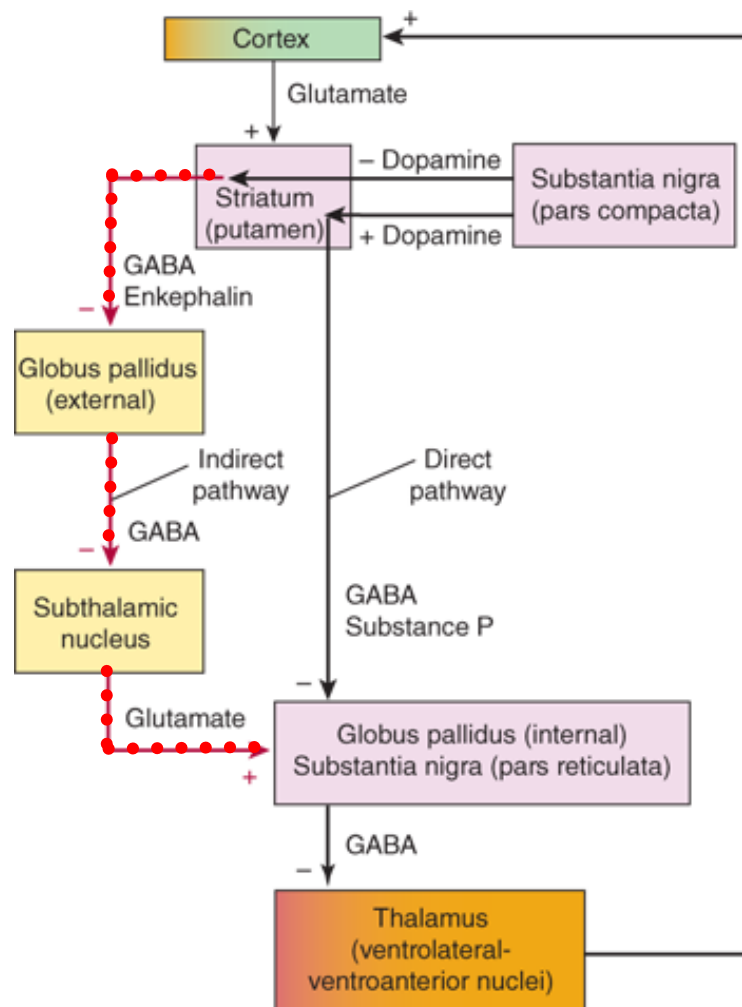 +
Cortex
Glutamate
+
– Dopamine
Striatum
(putamen)
+ Dopamine
Substantia nigra
(pars compacta)
GABA
Enkephalin
–
Globus pallidus
(external)
Indirect
pathway
Direct
pathway
GABA
–
Subthalamic
nucleus
GABA
Substance P
–
Glutamate
+
Globus pallidus (internal)
Substantia nigra (pars reticulata)
GABA
–
Thalamus
(ventrolateral-
ventroanterior nuclei)